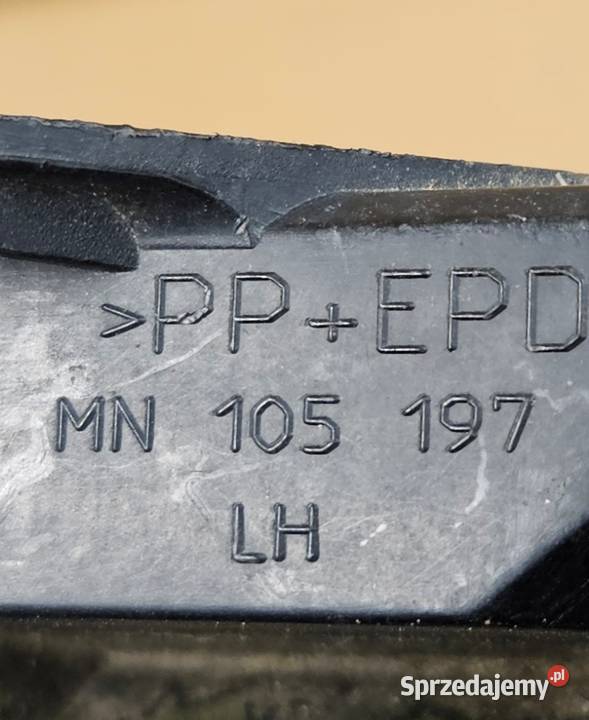 >PP+EPD
MN 105 197
LH
Sprzedajemy.pl